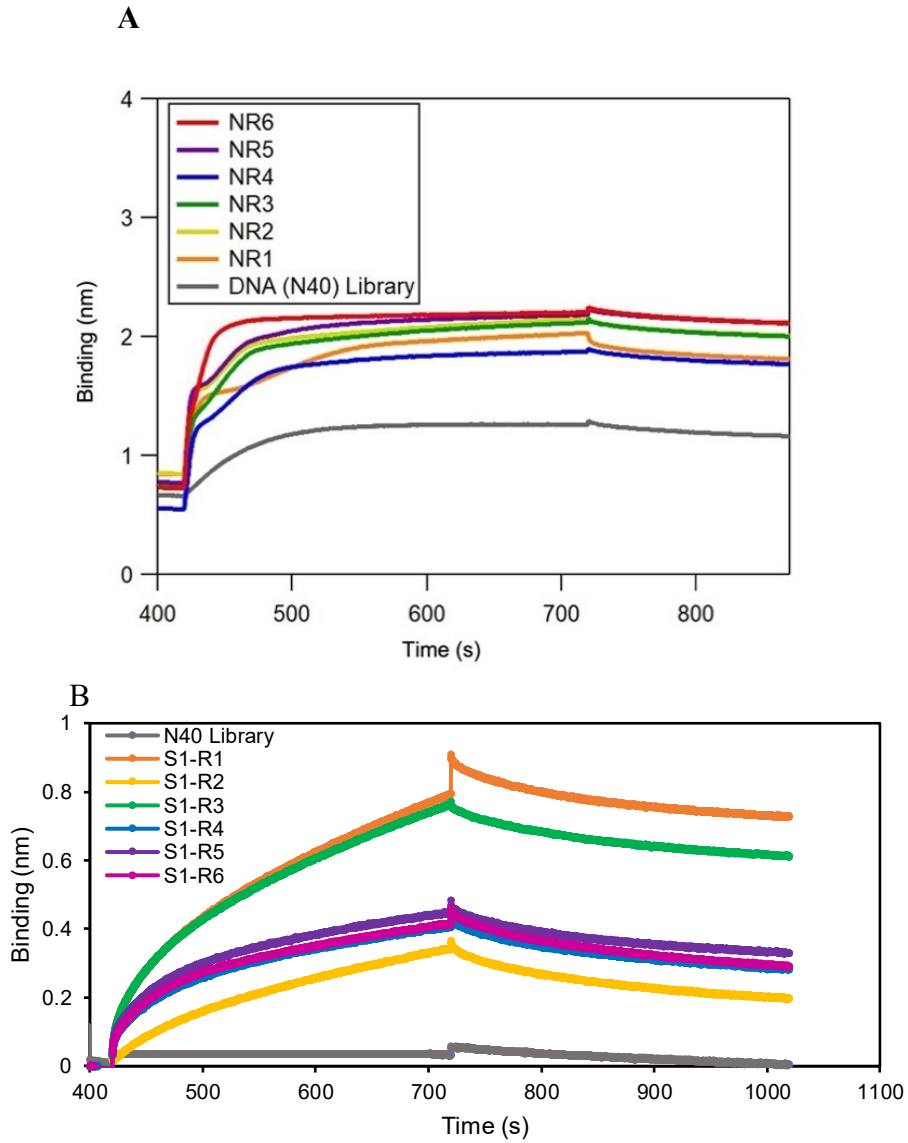 A
4
3
2
1
0
Binding (nm)
NR6
NR5
NR4
NR3
NR2
NR1
DNA (N40) Library
400
500
600
700
800
Time (s)
B
1
0.8
0.6
0.4
0.2
0
Binding (nm)
N40 Library
S1-R1
S1-R2
S1-R3
S1-R4
S1-R5
S1-R6
400
500
600
700
800
900
1000
1100
Time (s)